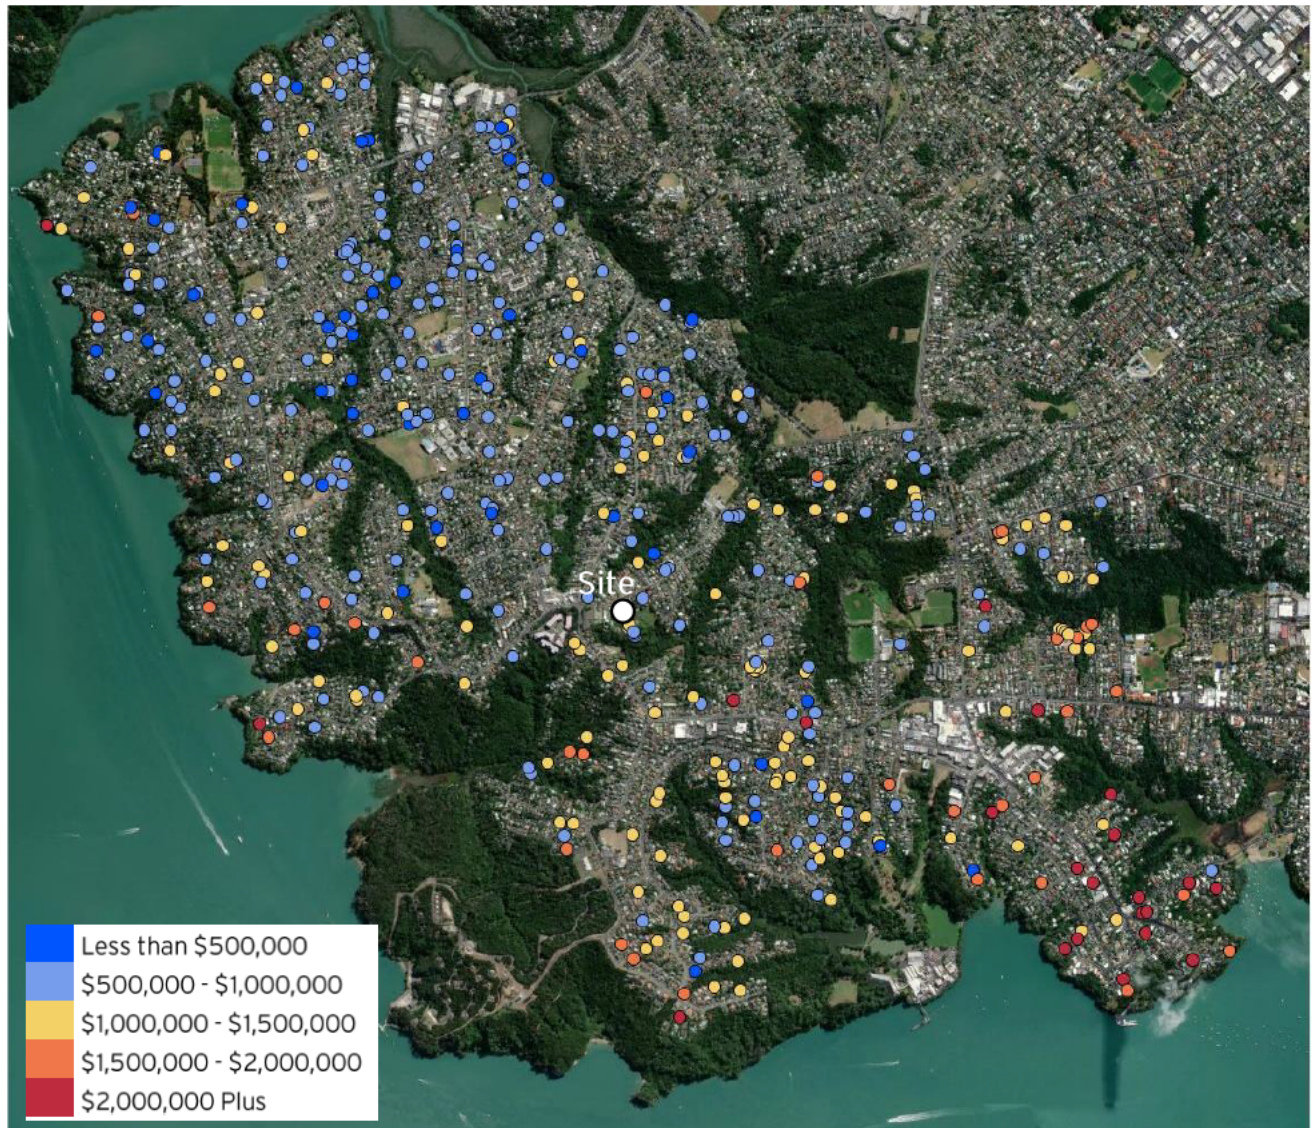 Site
Less than $500,000
$500,000 - $1,000,000
$1,000,000 - $1,500,000
$1,500,000 - $2,000,000
$2,000,000 Plus